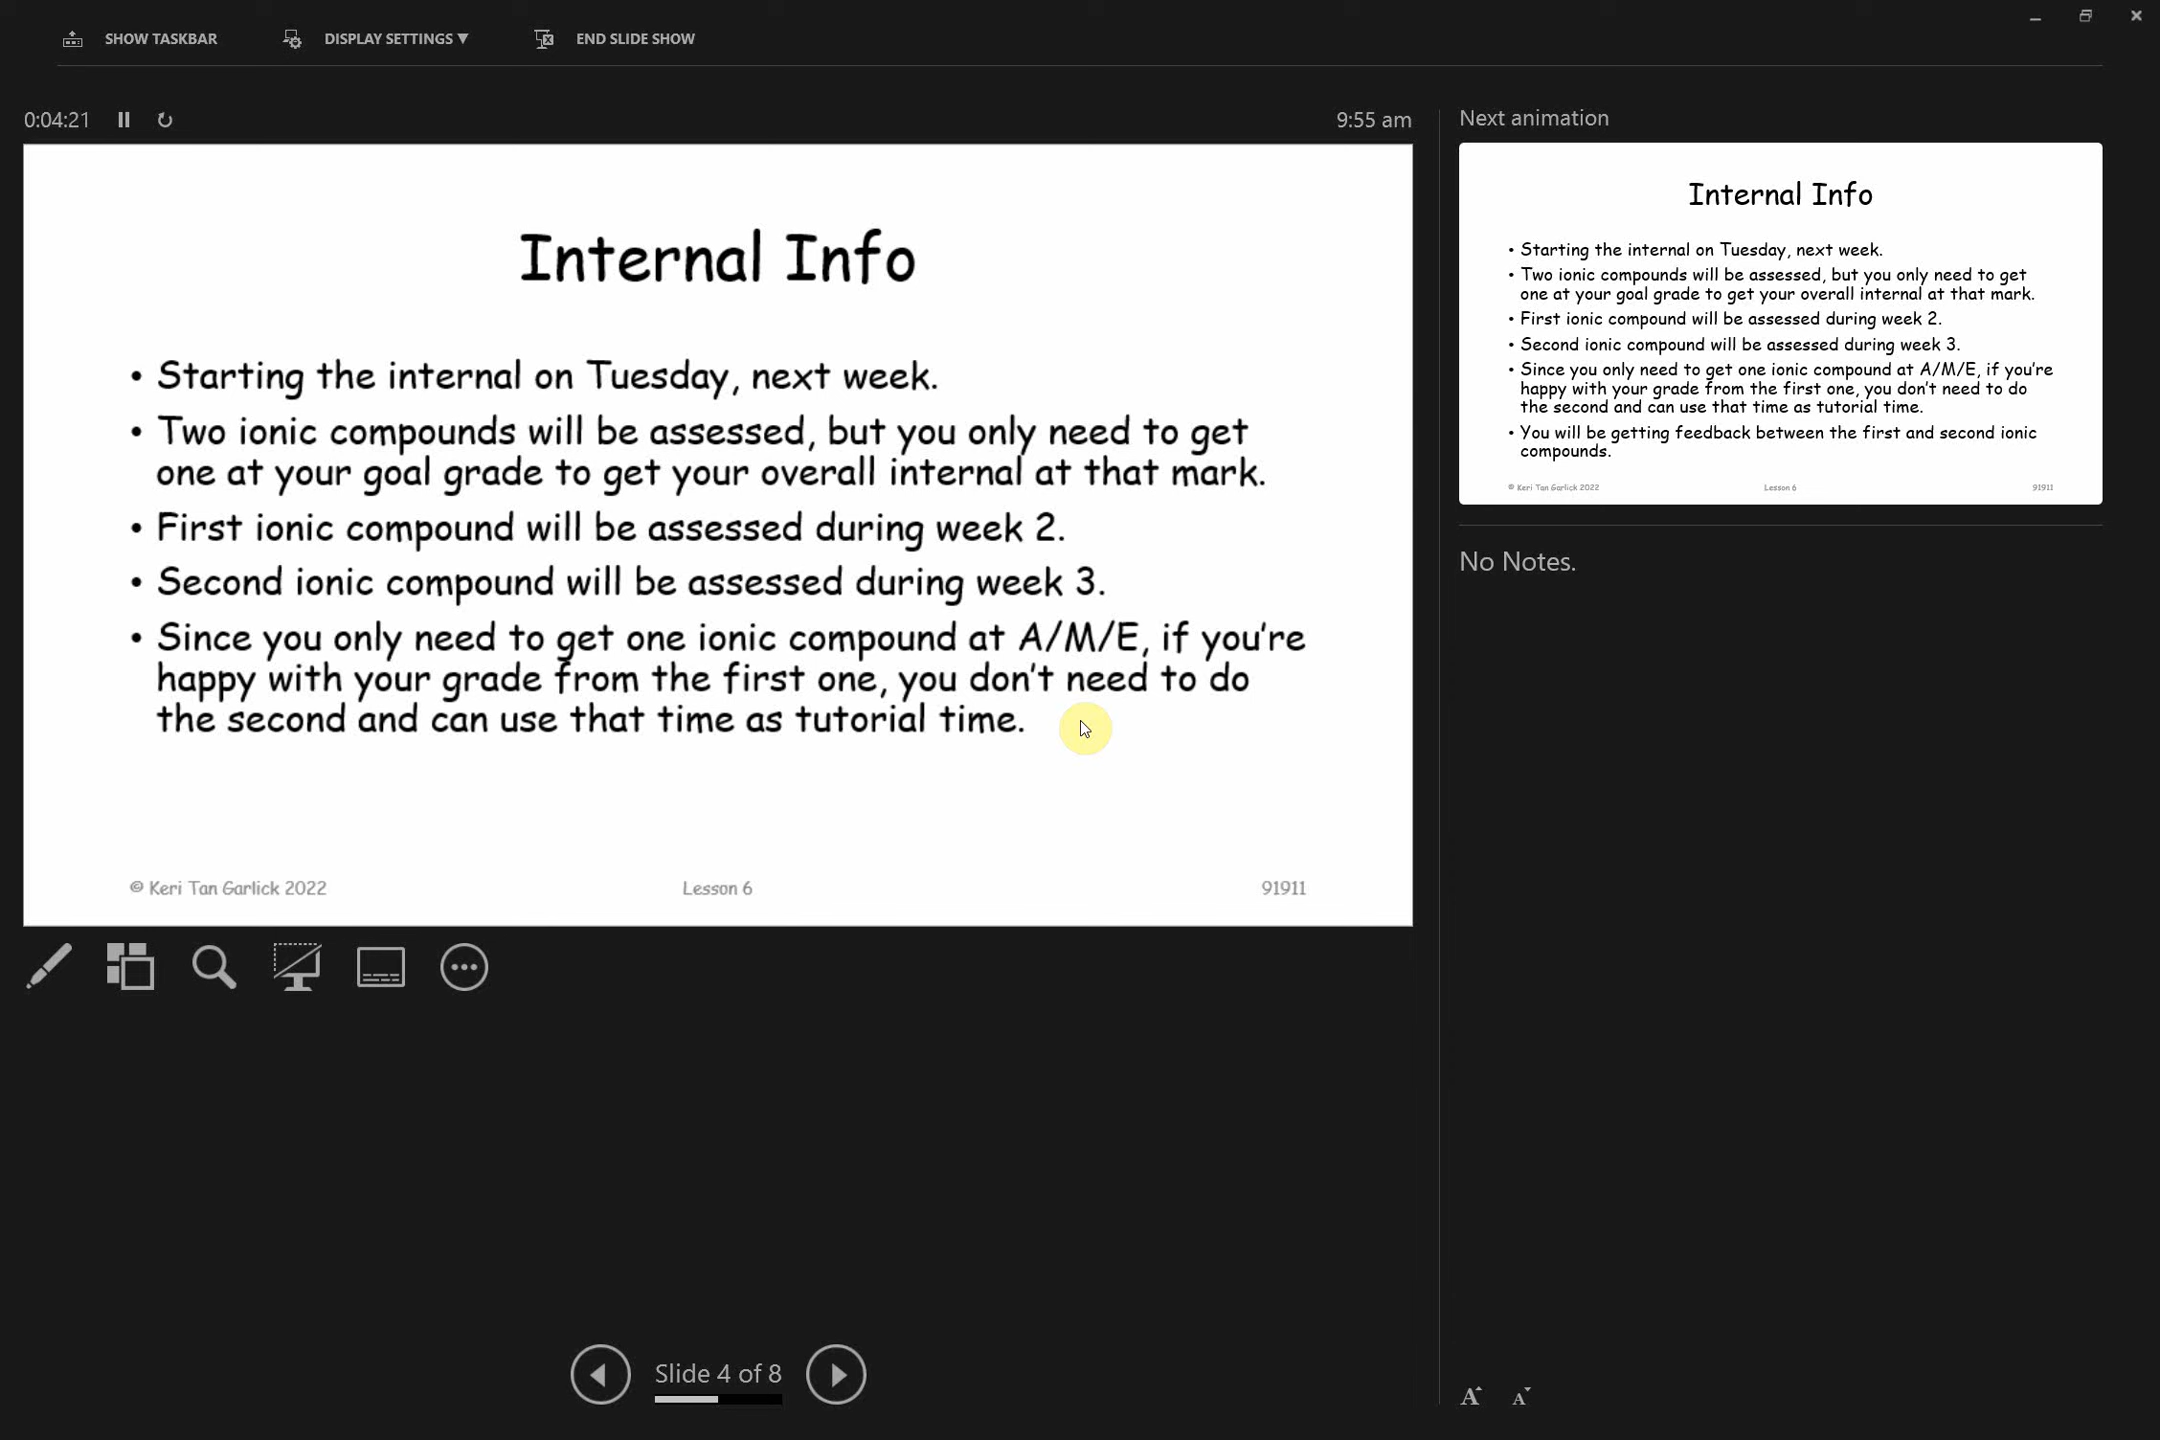 SHOW TASKBAR
DISPLAY SETTINGS ▼
END SLIDE SHOW
0:04:21
9:55 am
Internal Info
• Starting the internal on Tuesday, next week.
• Two ionic compounds will be assessed, but you only need to get
one at your goal grade to get your overall internal at that mark.
• First ionic compound will be assessed during week 2.
• Second ionic compound will be assessed during week 3.
• Since you only need to get one ionic compound at A/M/E, if you're
happy with your grade from the first one, you don't need to do
the second and can use that time as tutorial time.
© Keri Tan Garlick 2022
Lesson 6
91911
Slide 4 of 8
Next animation
Internal Info
• Starting the internal on Tuesday, next week.
• Two ionic compounds will be assessed, but you only need to get
one at your goal grade to get your overall internal at that mark.
• First ionic compound will be assessed during week 2.
• Second ionic compound will be assessed during week 3.
• Since you only need to get one ionic compound at A/M/E, if you're
happy with your grade from the first one, you don't need to do
the second and can use that time as tutorial time.
• You will be getting feedback between the first and second ionic
compounds.
© Keri Tan Garlick 2022
Lesson 6
91911
No Notes.
A A